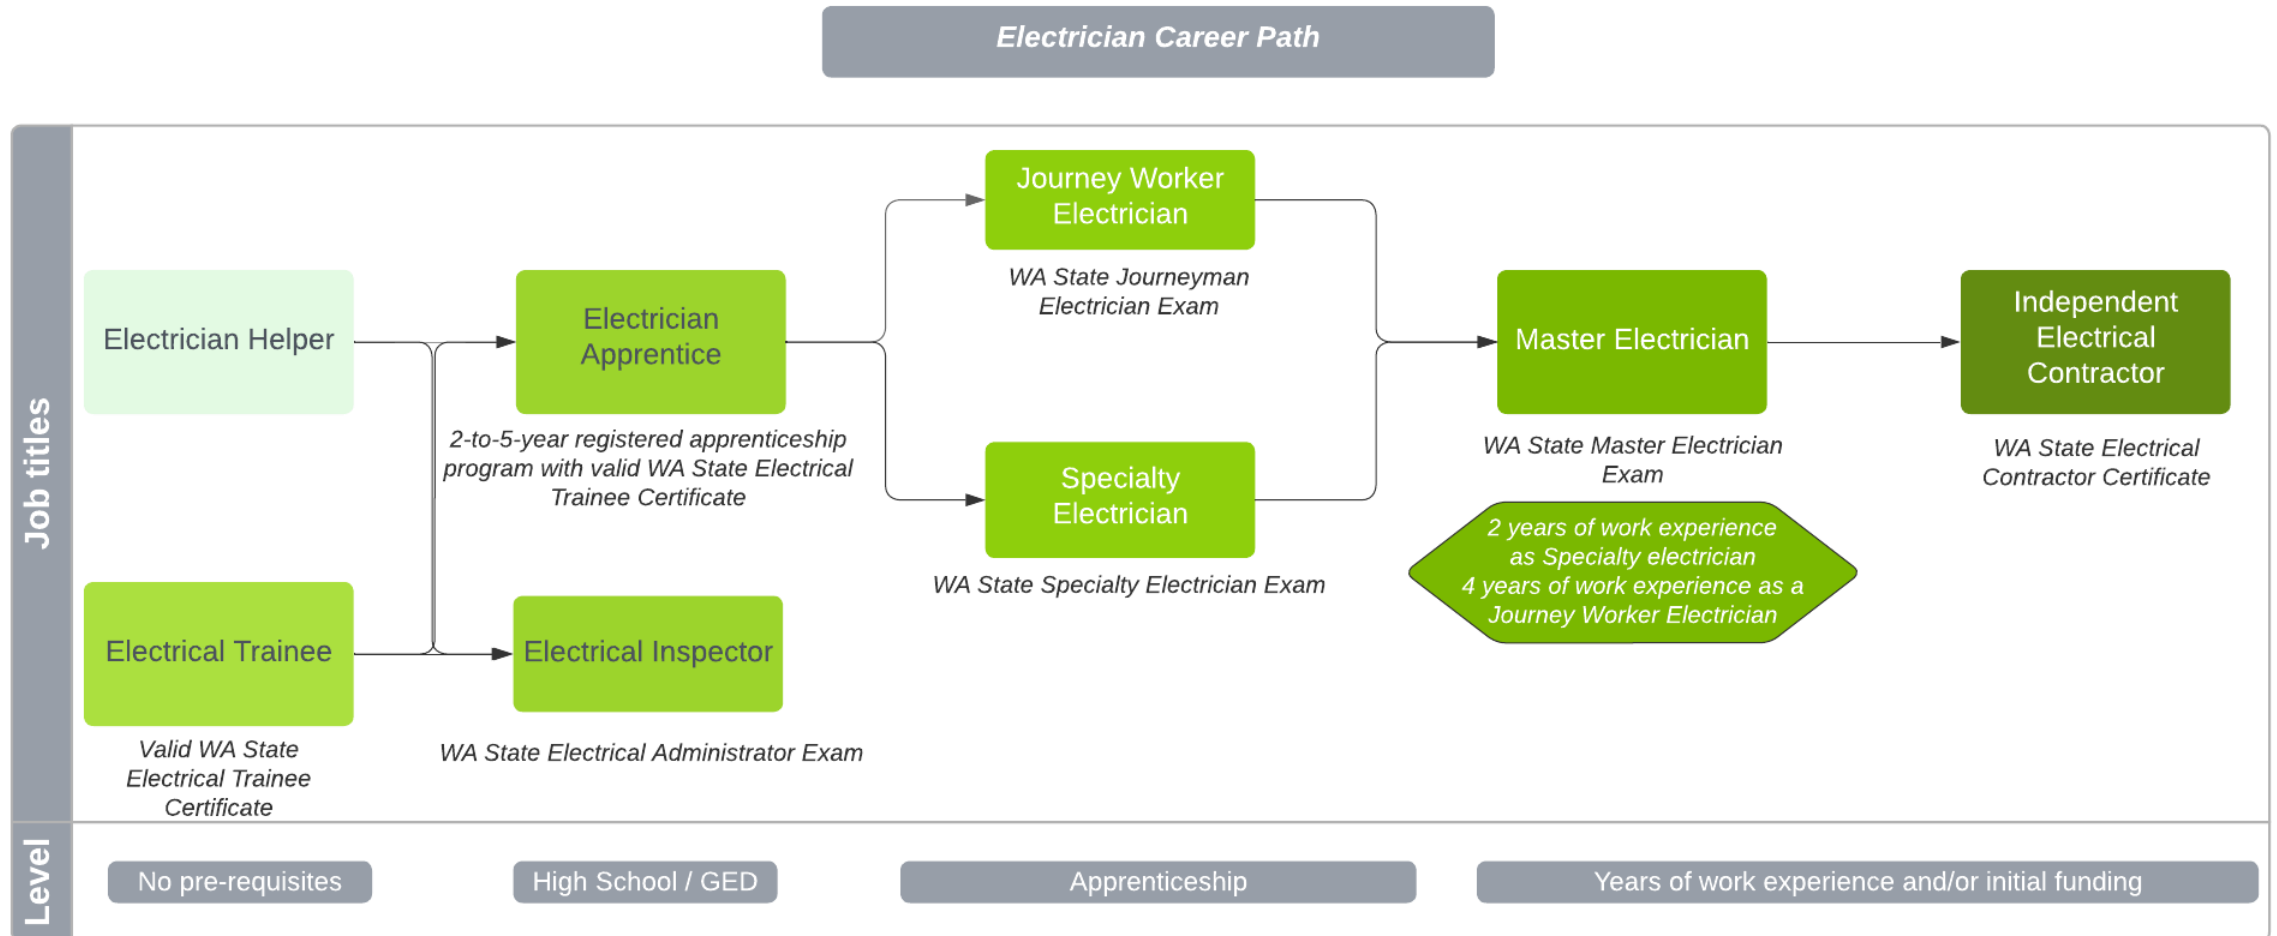 Electrician Career Path
Job titles
Electrician Helper
Electrical Trainee
Valid WA State
Electrical Trainee
Certificate
Electrician
Apprentice
2-to-5-year registered apprenticeship
program with valid WA State Electrical
Trainee Certificate
Electrical Inspector
WA State Electrical Administrator Exam
Journey Worker
Electrician
WA State Journeyman
Electrician Exam
Specialty
Electrician
WA State Specialty Electrician Exam
Master Electrician
WA State Master Electrician
Exam
2 years of work experience
as Specialty electrician
4 years of work experience as a
Journey Worker Electrician
Independent
Electrical
Contractor
WA State Electrical
Contractor Certificate
Level
No pre-requisites
High School / GED
Apprenticeship
Years of work experience and/or initial funding